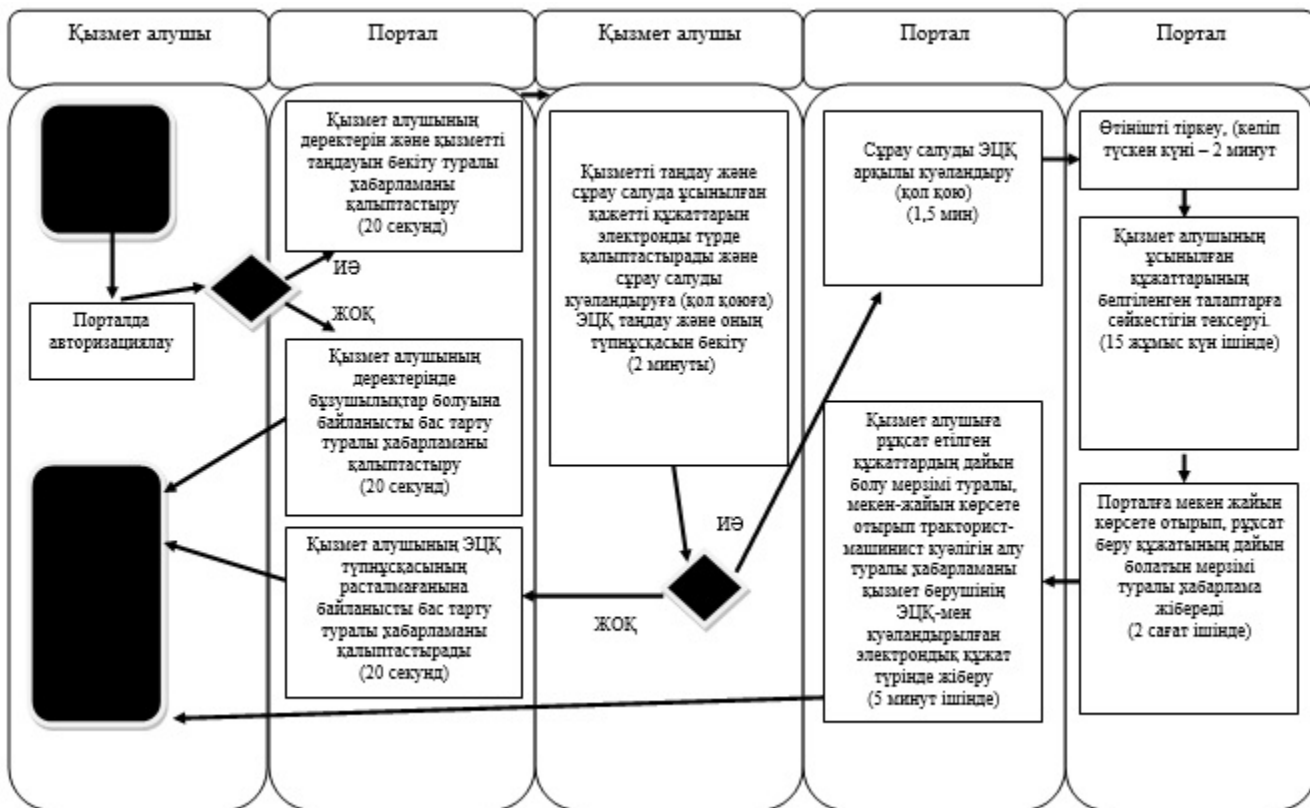 Қызмет алушы
Портал
Қызмет алушы
Портал
Портал
Порталда
авторизациялау
Қызмет алушының
деректерін және қызметті
таңдауын бекіту туралы
хабарламаны
қалыптастыру
(20 секунд)
ИӘ
ЖОҚ
Қызмет алушының
деректерінде
бұзушылықтар болуына
байланысты бас тарту
туралы хабарламаны
қалыптастыру
(20 секунд)
Қызмет алушының ЭЦҚ
түпнұсқасының
расталмағанына
байланысты бас тарту
туралы хабарламаны
қалыптастырады
(20 секунд)
Қызметті таңдау және
сұрау салуда ұсынылған
қажетті құжаттарын
электронды түрде
қалыптастырады және
сұрау салуды
куәландыруға (қол қоюға)
ЭЦҚ таңдау және оның
түпнұсқасын бекіту
(2 минуты)
ИӘ
ЖОҚ
Сұрау салуды ЭЦҚ
арқылы куәландыру
(қол қою)
(1,5 мин)
Қызмет алушыға
рұқсат етілген
құжаттардың дайын
болу мерзімі туралы,
мекен-жайын көрсете
отырып тракторист-
машинист куәлігін алу
туралы хабарламаны
қызмет берушінің
ЭЦҚ-мен
куәландырылған
электрондық құжат
түрінде жіберу
(5 минут ішінде)
Өтінішті тіркеу, (келіп
түскен күні – 2 минут
Қызмет алушының
ұсынылған
құжаттарының
белгіленген талаптарға
сәйкестігін тексеруі.
(15 жұмыс күн ішінде)
Порталға мекен жайын
көрсете отырып, рұхсат
беру құжатының дайын
болатын мерзімі
туралы хабарлама
жібереді
(2 сағат ішінде)